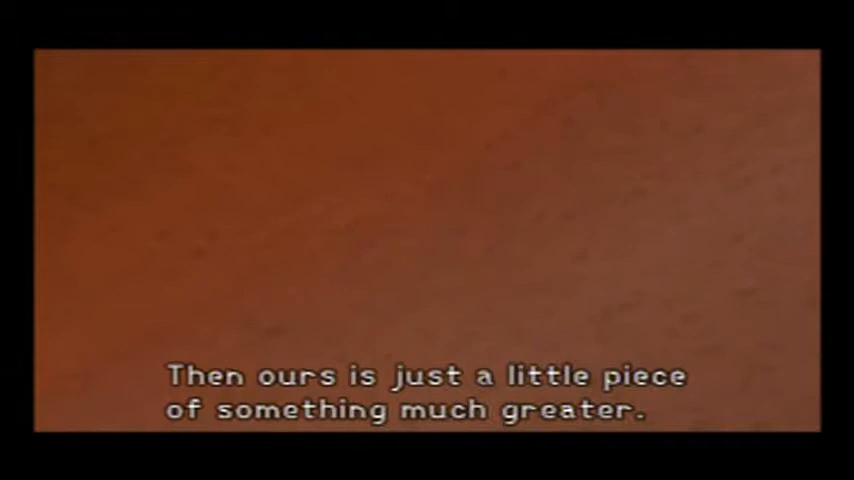 Then ours is just a little piece
of something much greater.